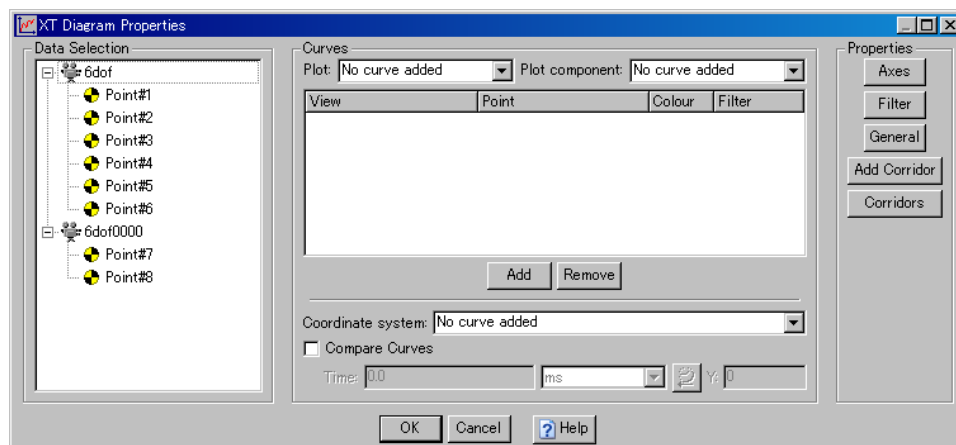 XT Diagram Properties
Data Selection
6dof
Point#1
Point#2
Point#3
Point#4
Point#5
Point#6
6dof0000
Point#7
Point#8
Curves
Plot: No curve added Plot component: No curve added
View Point Colour Filter
Add Remove
Coordinate system: No curve added
Compare Curves
Time: 0.0 ms Y: 0
Properties
Axes
Filter
General
Add Corridor
Corridors
OK Cancel ? Help